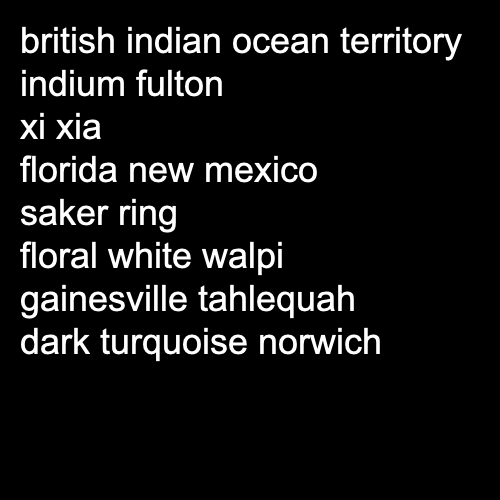 british indian ocean territory
indium fulton
xi xia
florida new mexico
saker ring
floral white walpi
gainesville tahlequah
dark turquoise norwich